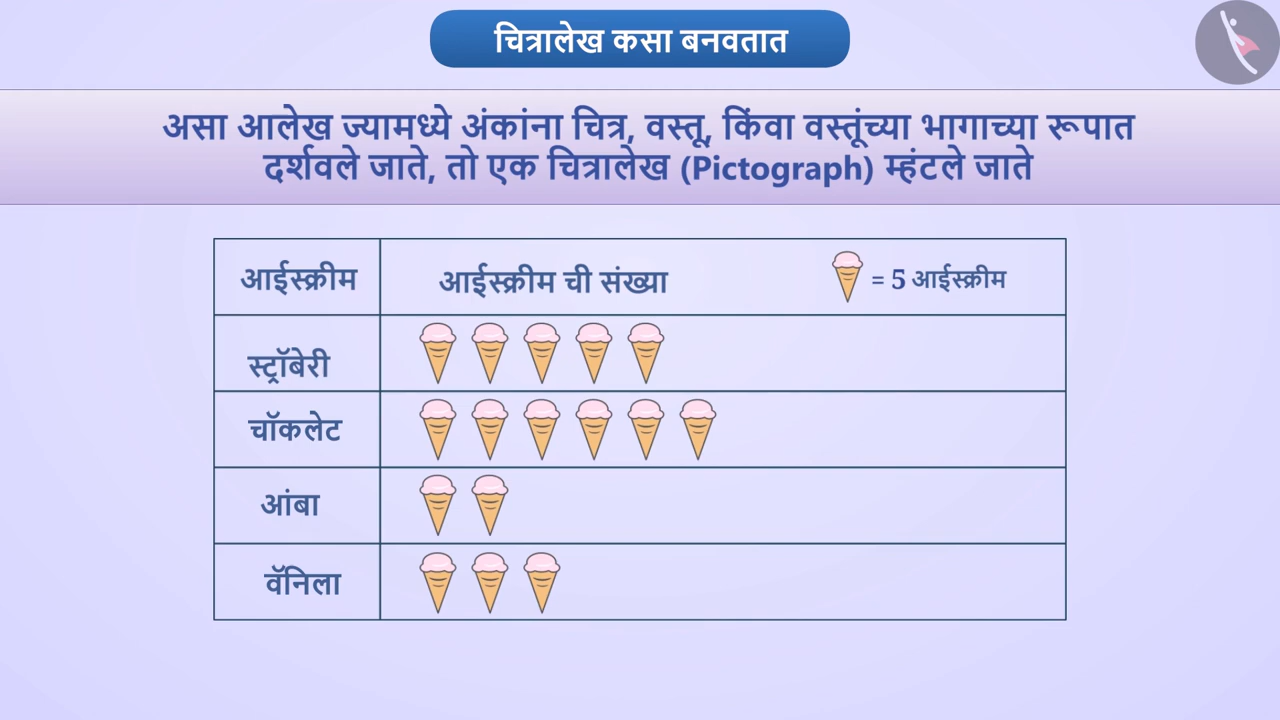 चित्रालेख कसा बनवतात
असा आलेख ज्यामध्ये अंकांना चित्र, वस्तू, किंवा वस्तूंच्या भागाच्या रूपात
दर्शवले जाते, तो एक चित्रालेख (Pictograph) म्हंटले जाते
आईस्क्रीम
आईस्क्रीम ची संख्या
= 5 आईस्क्रीम
स्ट्रॉबेरी
चॉकलेट
आंबा
वॅनिला